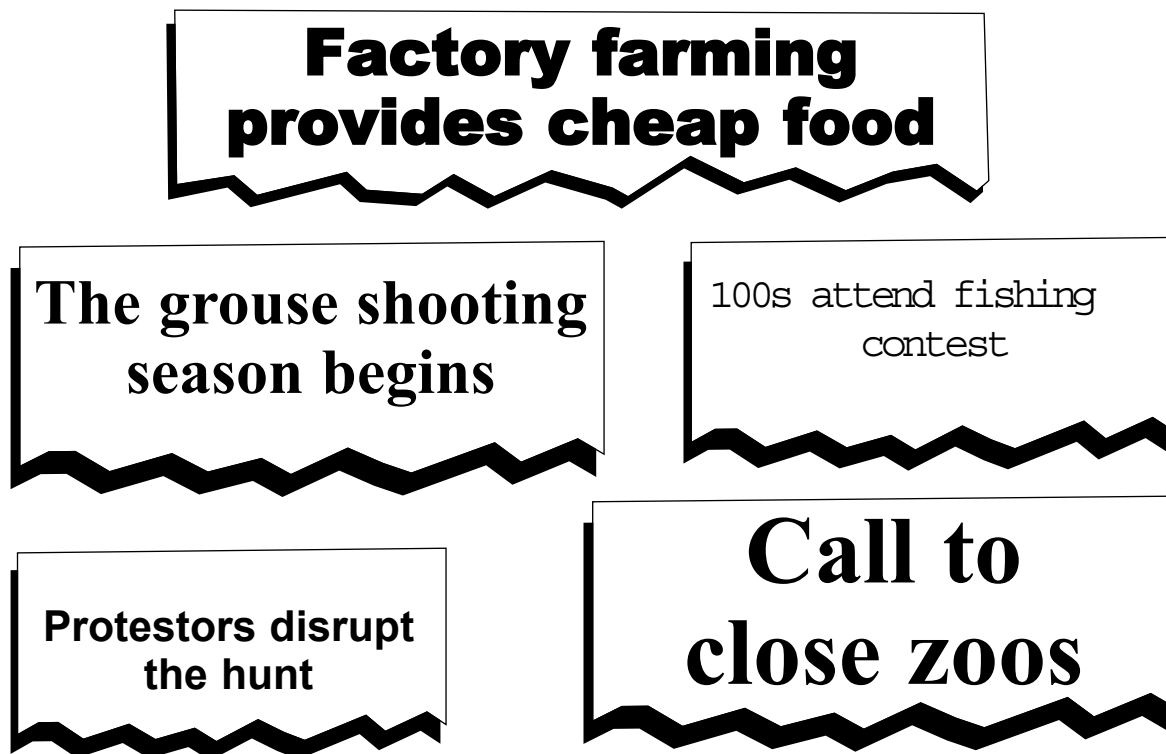 Factory farming
provides cheap food
The grouse shooting
season begins
100s attend fishing
contest
Protestors disrupt
the hunt
Call to
close zoos